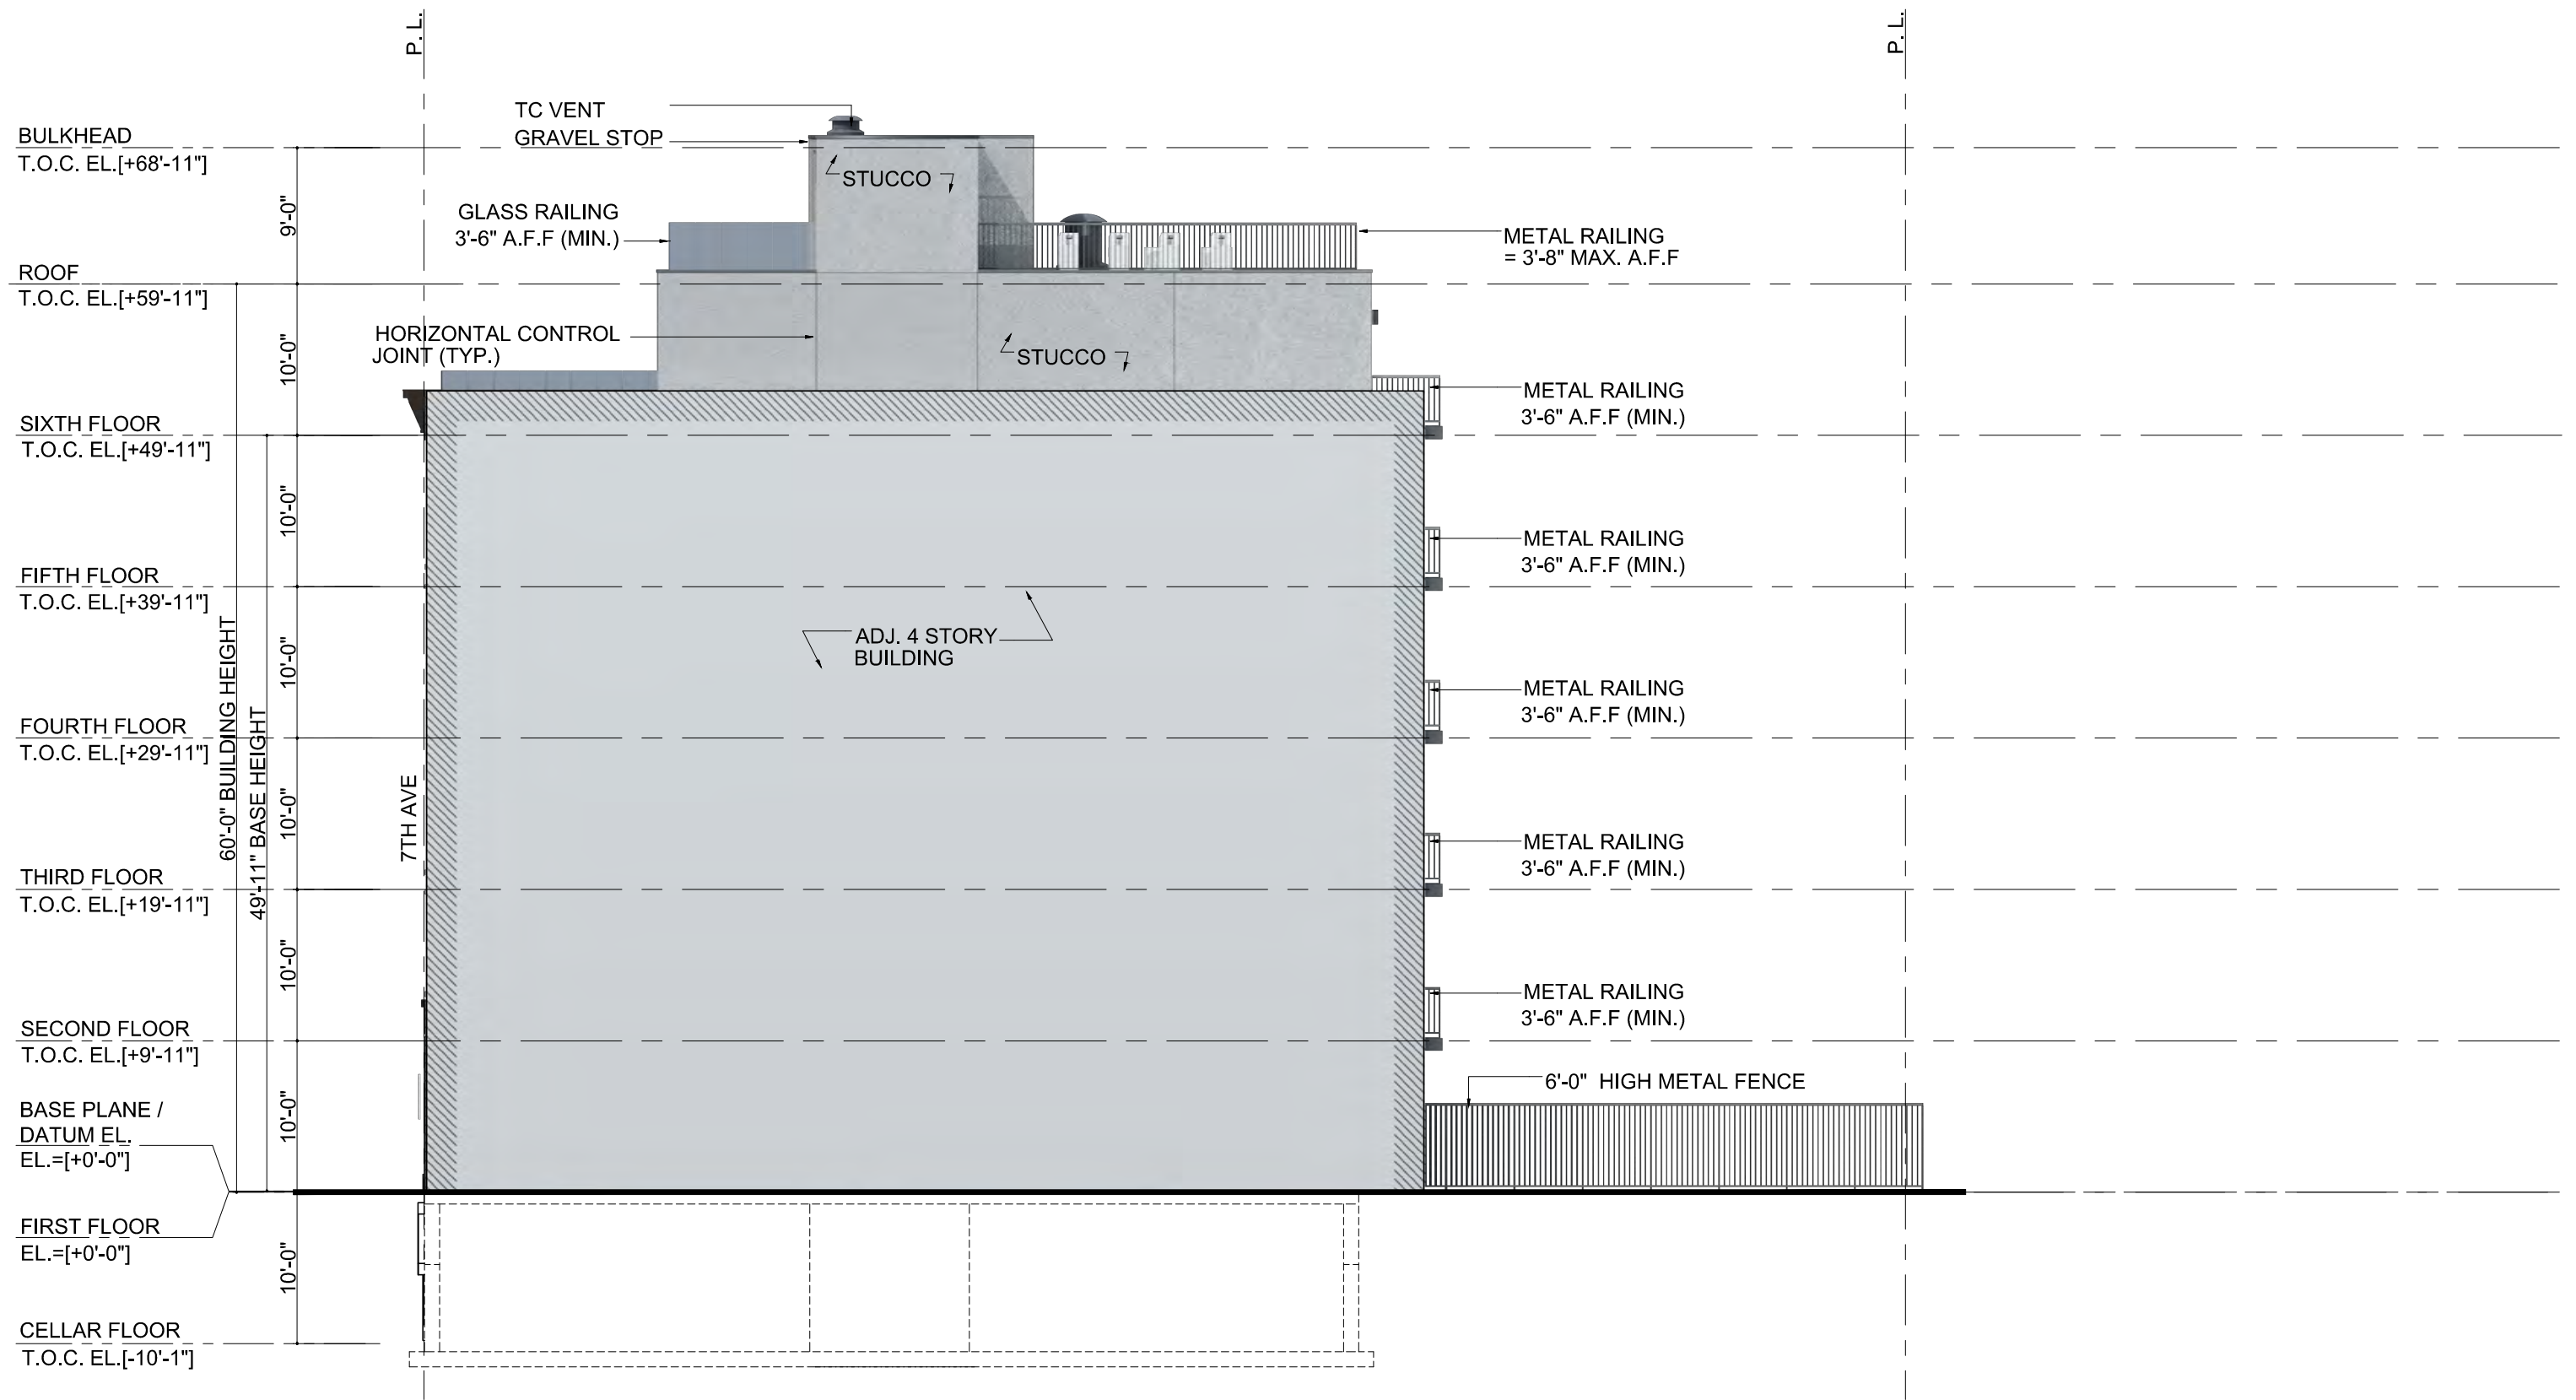 P. L.
P. L.
TC VENT
GRAVEL STOP
BULKHEAD
T.O.C. EL.[+68'-11"]
STUCCO
9'-0"
GLASS RAILING
3'-6" A.F.F (MIN.)
METAL RAILING
= 3'-8" MAX. A.F.F
ROOF
T.O.C. EL.[+59'-11"]
HORIZONTAL CONTROL
JOINT (TYP.)
10'-0"
STUCCO
METAL RAILING
3'-6" A.F.F (MIN.)
SIXTH FLOOR
T.O.C. EL.[+49'-11"]
10'-0"
METAL RAILING
3'-6" A.F.F (MIN.)
FIFTH FLOOR
T.O.C. EL.[+39'-11"]
ADJ. 4 STORY
BUILDING
10'-0"
METAL RAILING
3'-6" A.F.F (MIN.)
FOURTH FLOOR
T.O.C. EL.[+29'-11"]
60'-0" BUILDING HEIGHT
49'-11" BASE HEIGHT
10'-0"
7TH AVE
METAL RAILING
3'-6" A.F.F (MIN.)
THIRD FLOOR
T.O.C. EL.[+19'-11"]
10'-0"
METAL RAILING
3'-6" A.F.F (MIN.)
SECOND FLOOR
T.O.C. EL.[+9'-11"]
6'-0" HIGH METAL FENCE
10'-0"
BASE PLANE /
DATUM EL.
EL.=[+0'-0"]
FIRST FLOOR
EL.=[+0'-0"]
10'-0"
CELLAR FLOOR
T.O.C. EL.[-10'-1"]